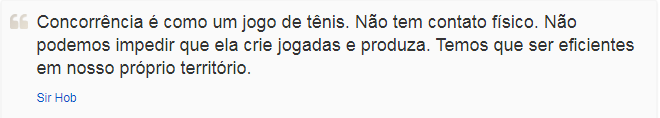 Concorrência é como um jogo de tênis. Não tem contato físico. Não
podemos impedir que ela crie jogadas e produza. Temos que ser eficientes
em nosso próprio território.
Sir Hob